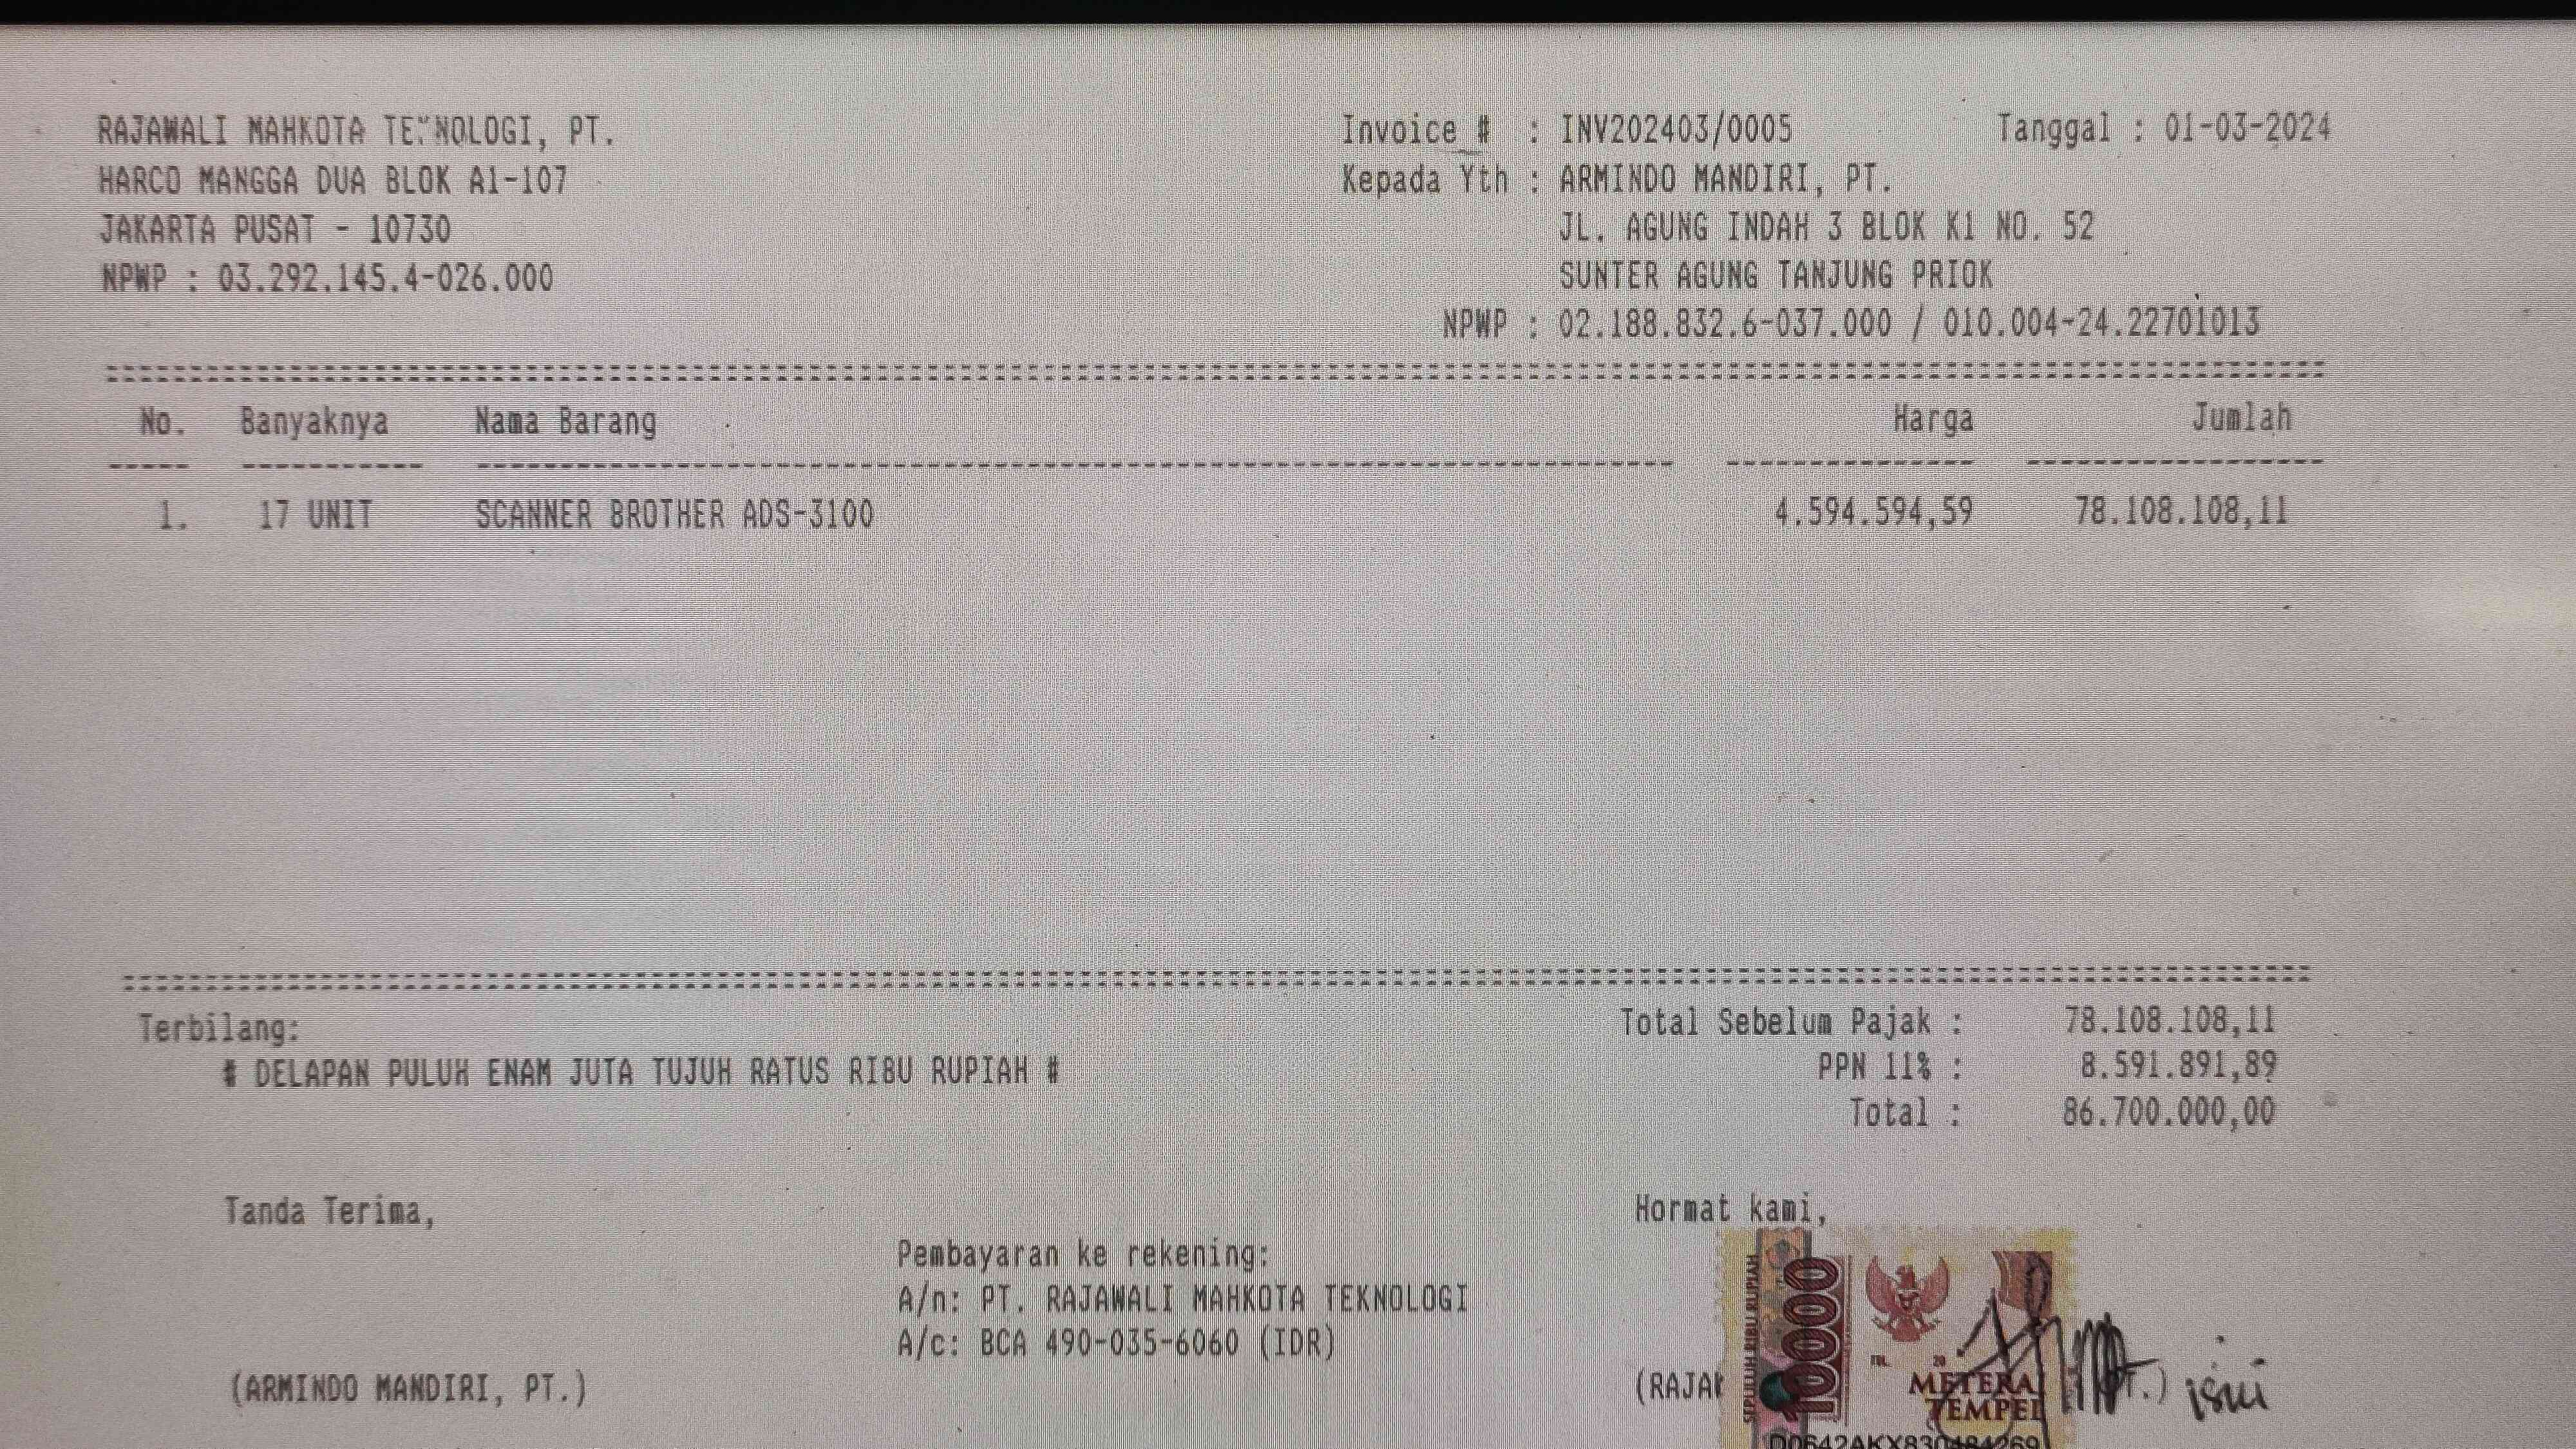 RAJAWALI MAHKOTA TEKNOLOGI, PT.
HARCO MANGGA DUA BLOK A1-107
JAKARTA PUSAT - 10730
NPWP : 03.292.145.4-026.000
Invoice # : INV202403/0005 Tanggal : 01-03-2024
Kepada Yth : ARMINDO MANDIRI, PT.
JL. AGUNG INDAH 3 BLOK K1 NO. 52
SUNTER AGUNG TANJUNG PRIOK
NPWP : 02.188.832.6-037.000 / 010.004-24.22701013
No. Banyaknya Nama Barang Harga Jumlah
1. 17 UNIT SCANNER BROTHER ADS-3100 4.594.594,59 78.108.108,11
Terbilang:
# DELAPAN PULUH ENAM JUTA TUJUH RATUS RIBU RUPIAH #
Total Sebelum Pajak : 78.108.108,11
PPN 11% : 8.591.891,89
Total : 86.700.000,00
Tanda Terima,
(ARMINDO MANDIRI, PT.)
Pembayaran ke rekening:
A/n: PT. RAJAWALI MAHKOTA TEKNOLOGI
A/c: BCA 490-035-6060 (IDR)
Hormat kami,
SEPULUH RIBU RUPIAH
10000
TGL. 20
METERAI
TEMPEL
(RAJA T.)